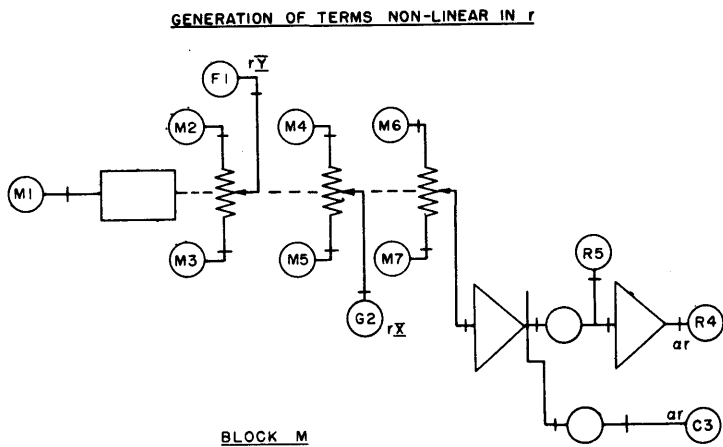 GENERATION OF TERMS NON-LINEAR IN r
rY
F1
M2
M4
M6
M1
M3
M5
M7
R5
G2
rX
R4
ar
ar
C3
BLOCK M